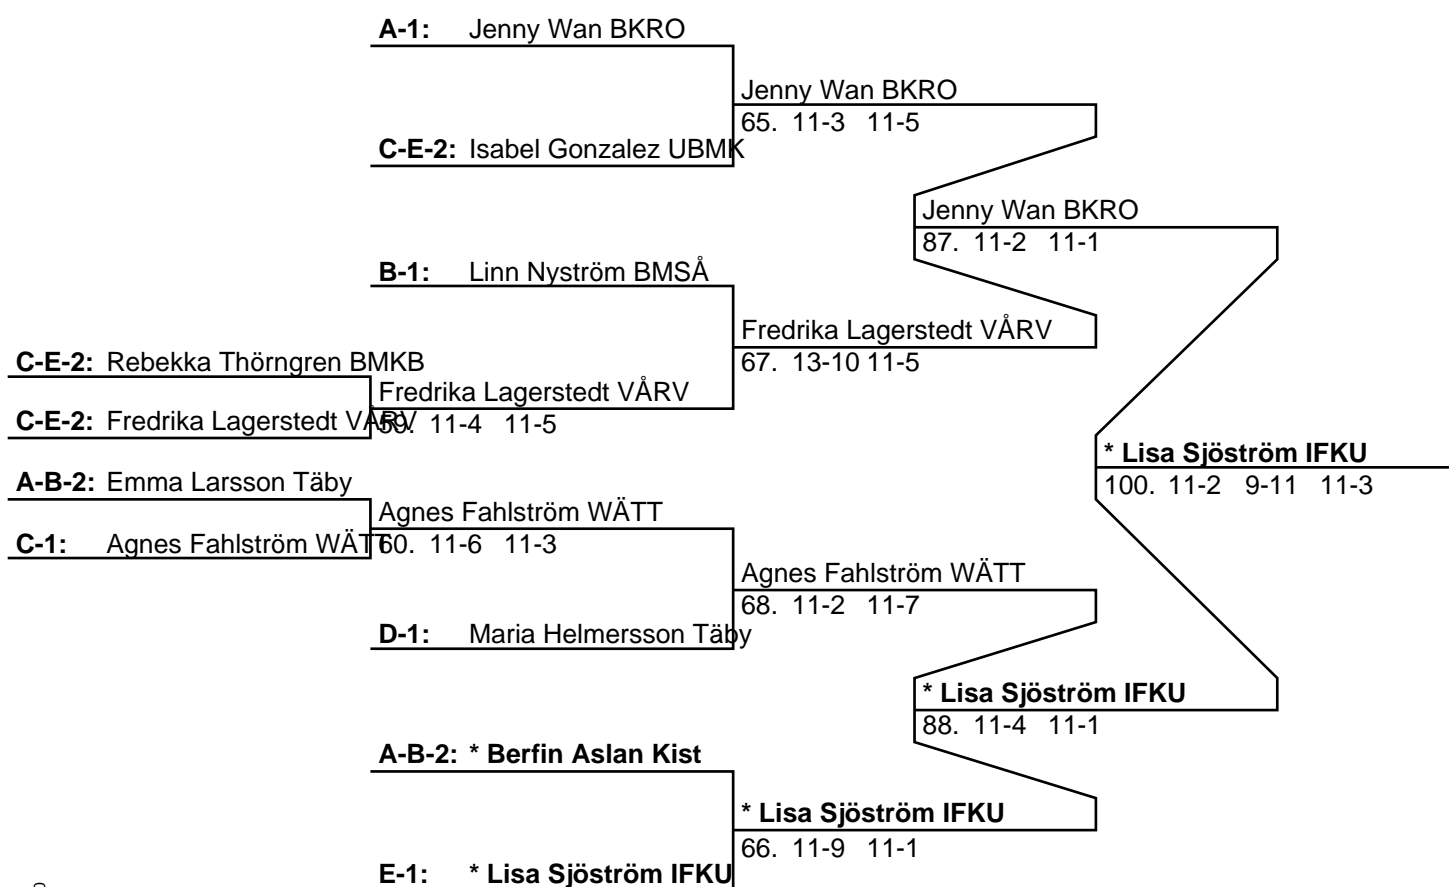 A-1: Jenny Wan BKRO
Jenny Wan BKRO
65. 11-3 11-5
C-E-2: Isabel Gonzalez UBMK
Jenny Wan BKRO
87. 11-2 11-1
B-1: Linn Nyström BMSÅ
Fredrika Lagerstedt VÅRV
67. 13-10 11-5
C-E-2: Rebekka Thörngren BMKB
Fredrika Lagerstedt VÅRV
C-E-2: Fredrika Lagerstedt VÅRV
59. 11-4 11-5
* Lisa Sjöström IFKU
100. 11-2 9-11 11-3
A-B-2: Emma Larsson Täby
Agnes Fahlström WÄTT
C-1: Agnes Fahlström WÄTT
60. 11-6 11-3
Agnes Fahlström WÄTT
68. 11-2 11-7
D-1: Maria Helmersson Täby
* Lisa Sjöström IFKU
88. 11-4 11-1
A-B-2: * Berfin Aslan Kist
* Lisa Sjöström IFKU
66. 11-9 11-1
E-1: * Lisa Sjöström IFKU